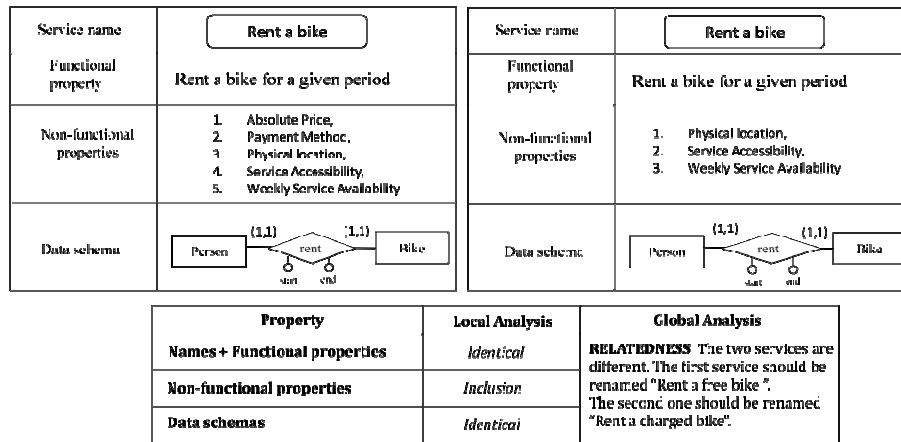 Service name
Rent a bike
Functional
property
Rent a bike for a given period
Non-functional
properties
1. Absolute Price,
2. Payment Method,
3. Physical location,
4. Service Accessibility,
5. Weekly Service Availability
Data schema
Person
(1,1)
rent
(1,1)
Bike
start
end
Service name
Rent a bike
Functional
property
Rent a bike for a given period
Non-functional
properties
1. Physical location,
2. Service Accessibility,
3. Weekly Service Availability
Data schema
Person
(1,1)
rent
(1,1)
Bike
start
end
Property Local Analysis Global Analysis
Names + Functional properties Identical
Non-functional properties Inclusion
Data schemas Identical
RELATEDNESS The two services are
different. The first service should be
renamed "Rent a free bike ".
The second one should be renamed
"Rent a charged bike".